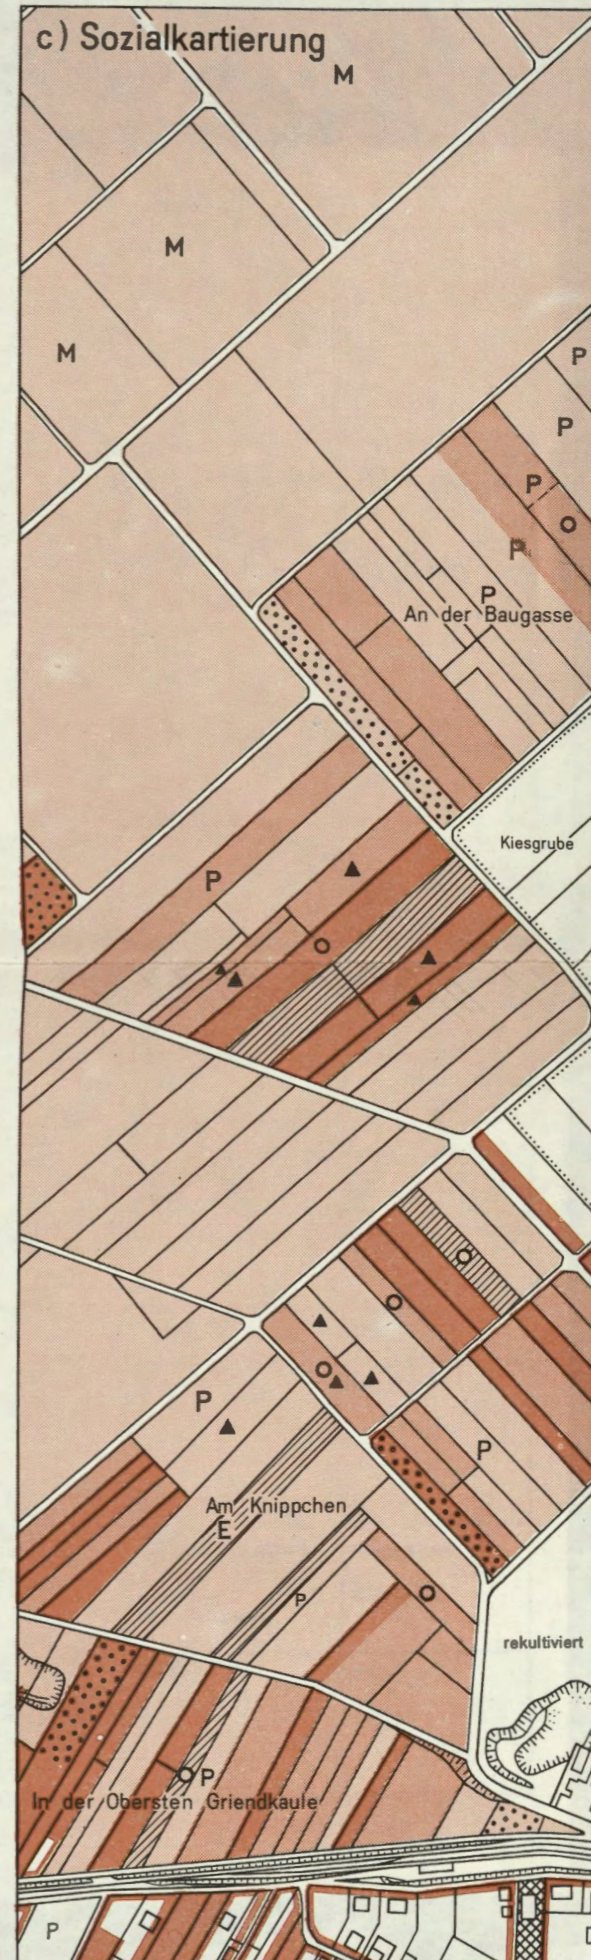 c) Sozialkartierung
M
M
M
P
P
P
P
P
An der Baugasse
Kiesgrube
P
P
P
Am Knippchen
E
P
rekultiviert
P
In der Obersten Griendkaule
P